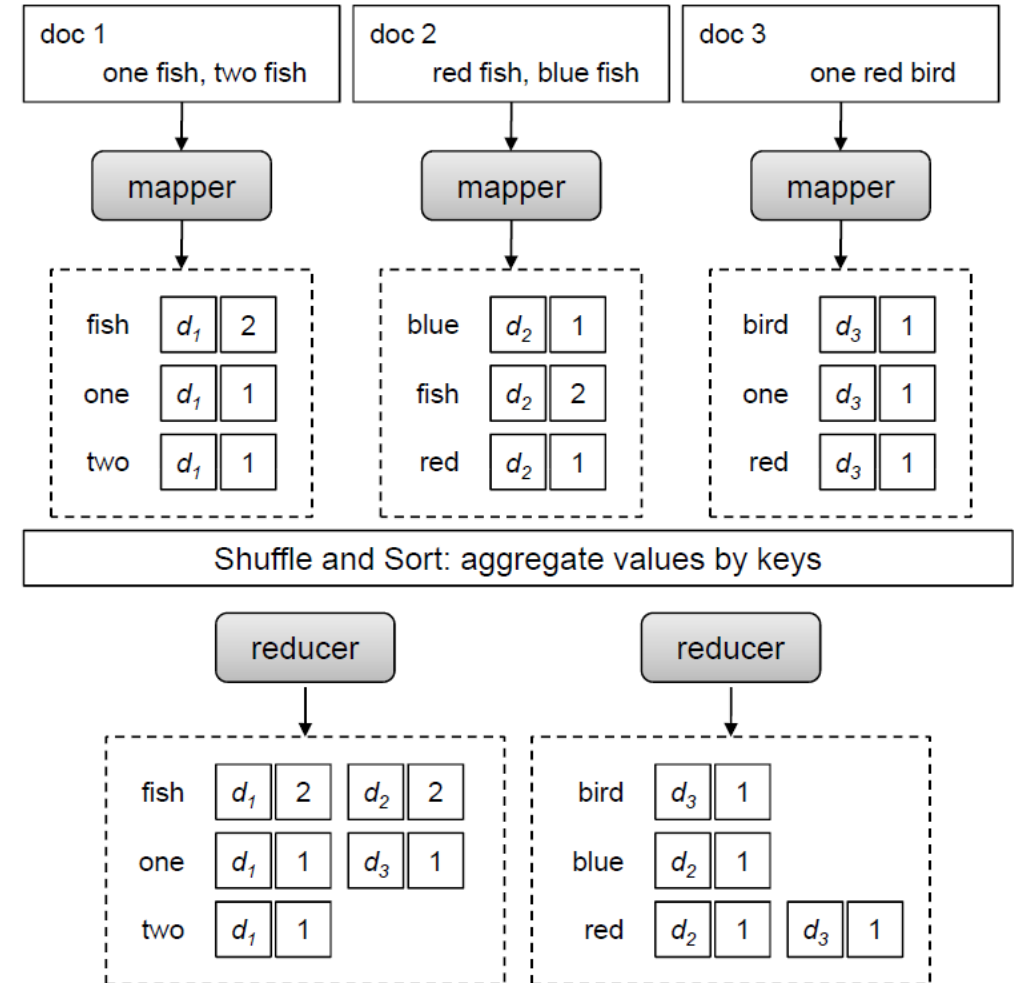 doc 1
one fish, two fish
doc 2
red fish, blue fish
doc 3
one red bird
mapper
mapper
mapper
fish d1 2
one d1 1
two d1 1
blue d2 1
fish d2 2
red d2 1
bird d3 1
one d3 1
red d3 1
Shuffle and Sort: aggregate values by keys
reducer
reducer
fish d1 2 d2 2
one d1 1 d3 1
two d1 1
bird d3 1
blue d2 1
red d2 1 d3 1